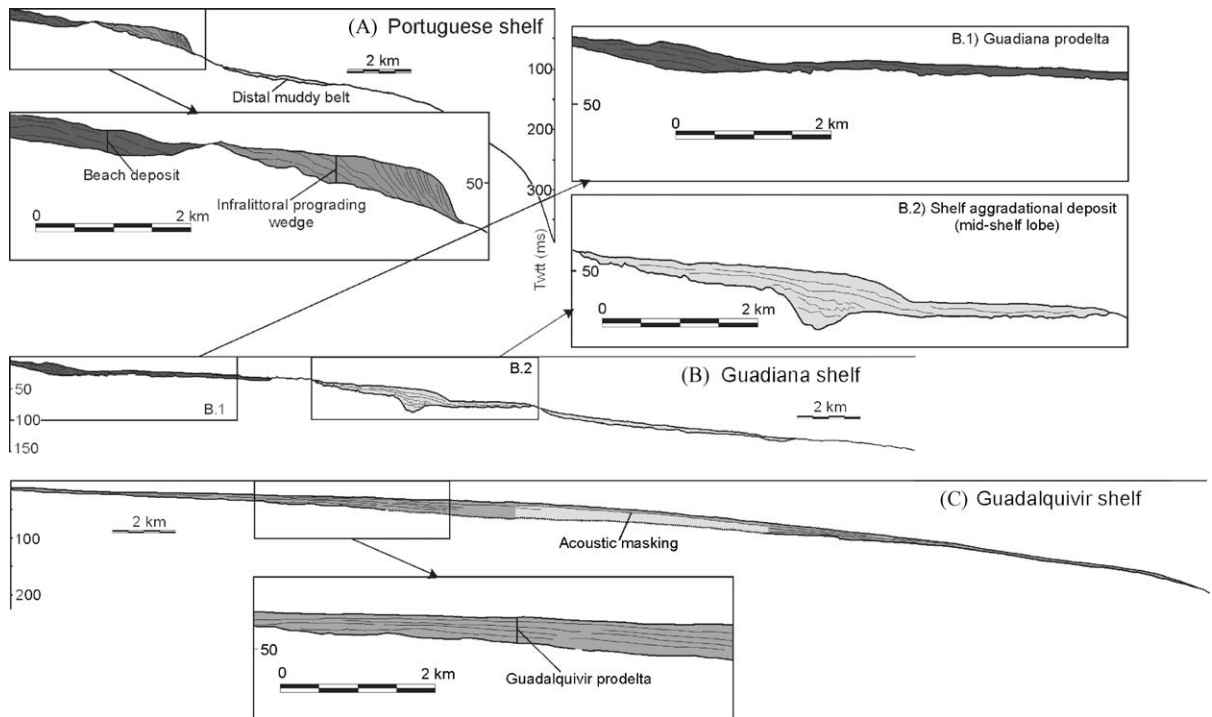 (A) Portuguese shelf
2 km
Distal muddy belt
100
200
300
Twtt (ms)
Beach deposit
Infralittoral prograding
wedge
50
0 2 km
B.1) Guadiana prodelta
50
0 2 km
B.2) Shelf aggradational deposit
(mid-shelf lobe)
50
0 2 km
B.2
(B) Guadiana shelf
50
B.1
2 km
100
150
(C) Guadalquivir shelf
2 km
Acoustic masking
100
200
50
0 2 km
Guadalquivir prodelta